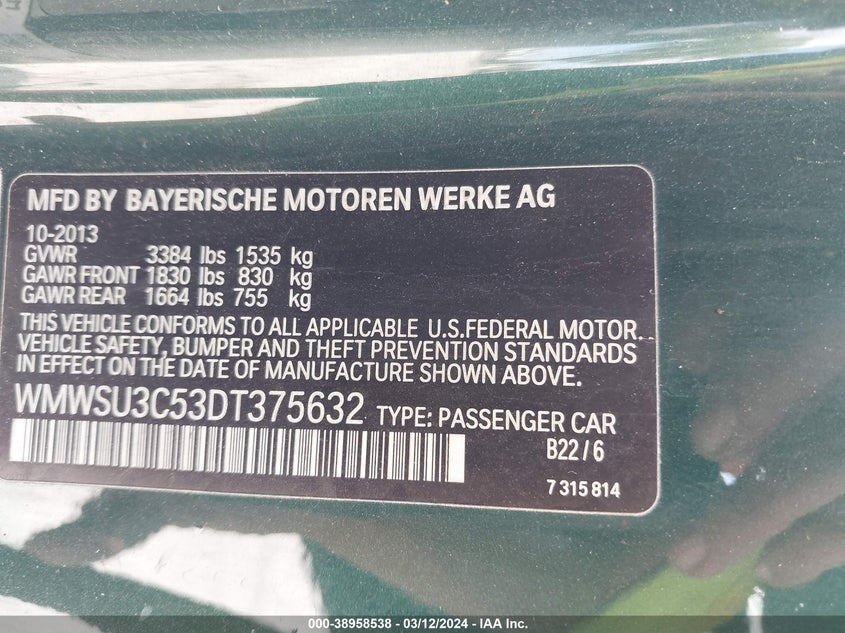 MFD BY BAYERISCHE MOTOREN WERKE AG
10-2013
GVWR 3384 lbs 1535 kg
GAWR FRONT 1830 lbs 830 kg
GAWR REAR 1664 lbs 755 kg
THIS VEHICLE CONFORMS TO ALL APPLICABLE U.S.FEDERAL MOTOR
VEHICLE SAFETY, BUMPER AND THEFT PREVENTION STANDARDS
IN EFFECT ON THE DATE OF MANUFACTURE SHOWN ABOVE.
WMWSU3C53DT375632 TYPE: PASSENGER CAR
B22 / 6
7 315 814
000-38958538 - 03/12/2024 - IAA Inc.